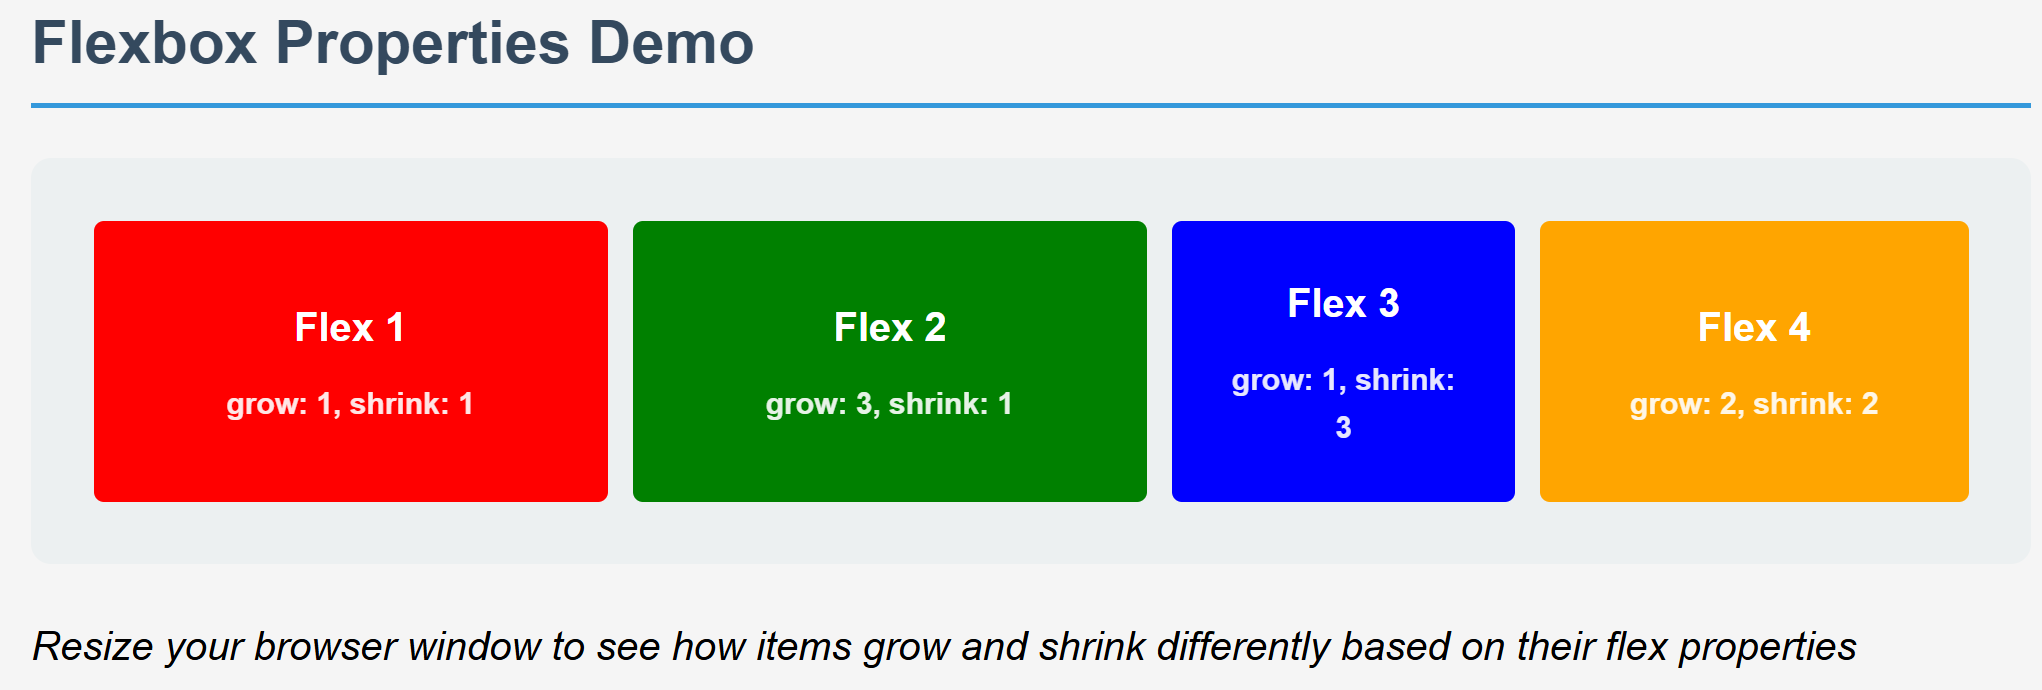 Flexbox Properties Demo
Flex 1
grow: 1, shrink: 1
Flex 2
grow: 3, shrink: 1
Flex 3
grow: 1, shrink:
3
Flex 4
grow: 2, shrink: 2
Resize your browser window to see how items grow and shrink differently based on their flex properties